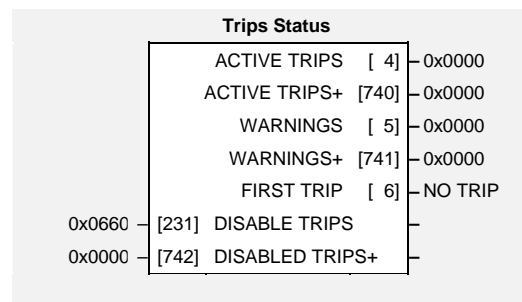 Trips Status
ACTIVE TRIPS [ 4] – 0x0000
ACTIVE TRIPS+ [740] – 0x0000
WARNINGS [ 5] – 0x0000
WARNINGS+ [741] – 0x0000
FIRST TRIP [ 6] – NO TRIP
0x0660 – [231] DISABLE TRIPS –
0x0000 – [742] DISABLED TRIPS+ –